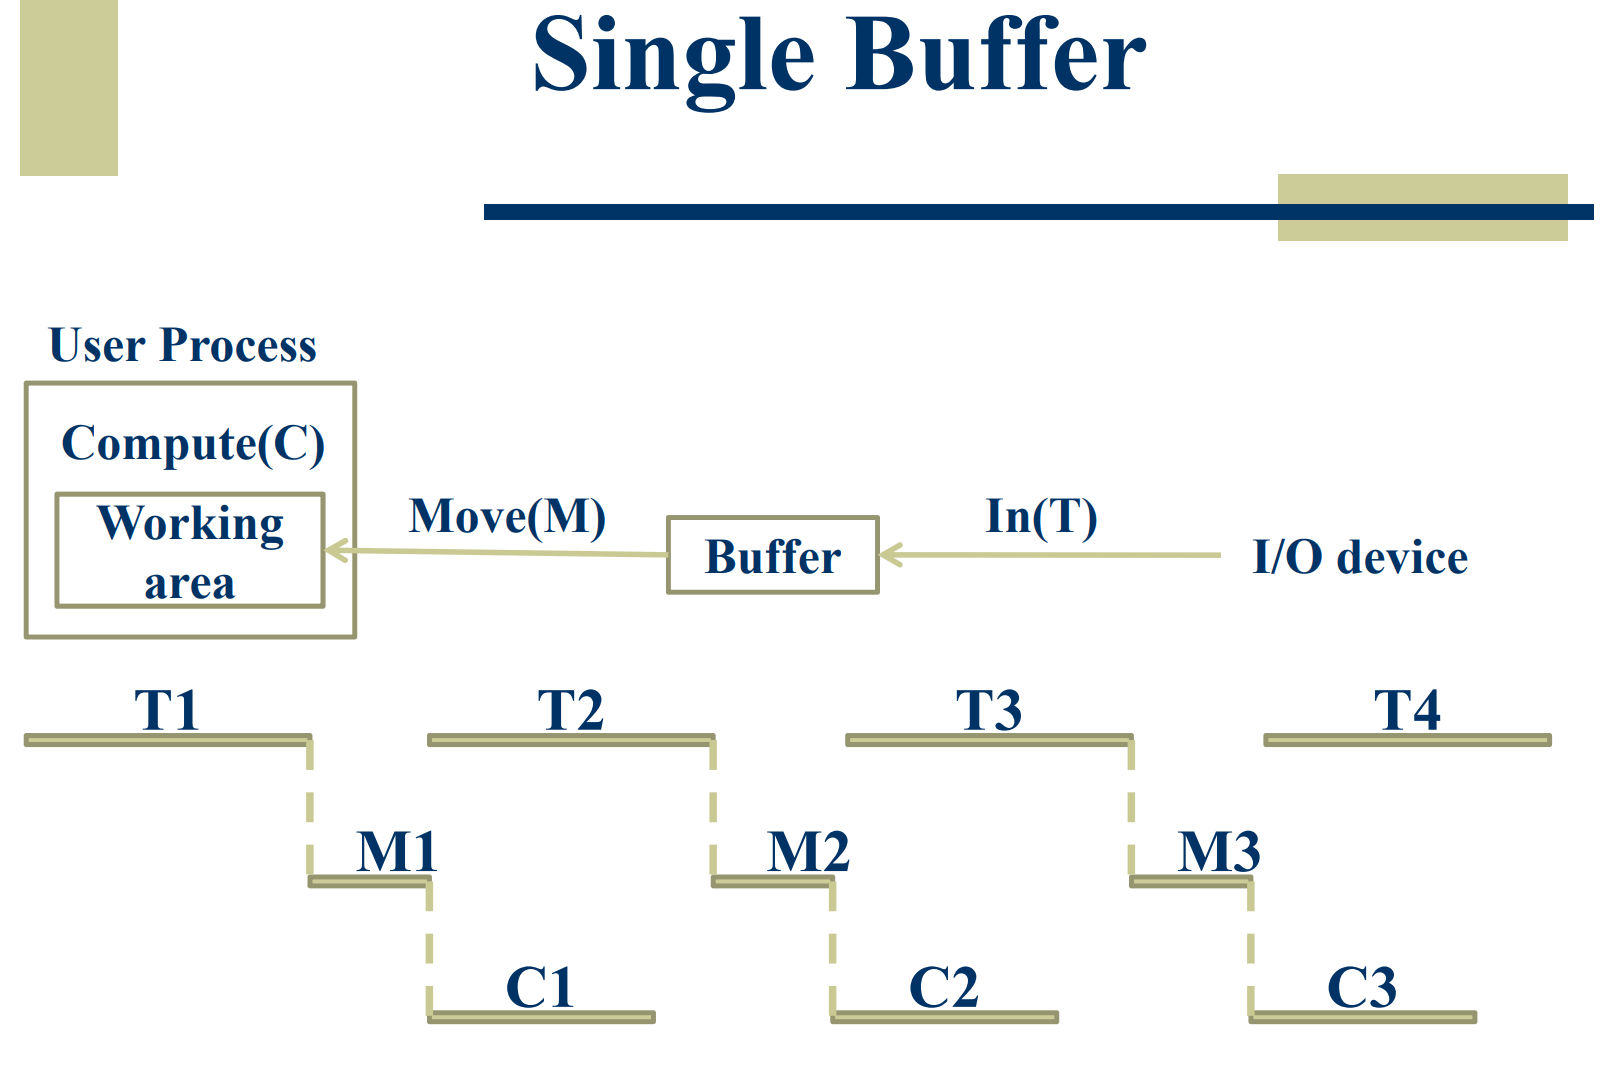 Single Buffer
User Process
Compute(C)
Working
area
Move(M)
Buffer
In(T)
I/O device
T1
T2
T3
T4
M1
M2
M3
C1
C2
C3